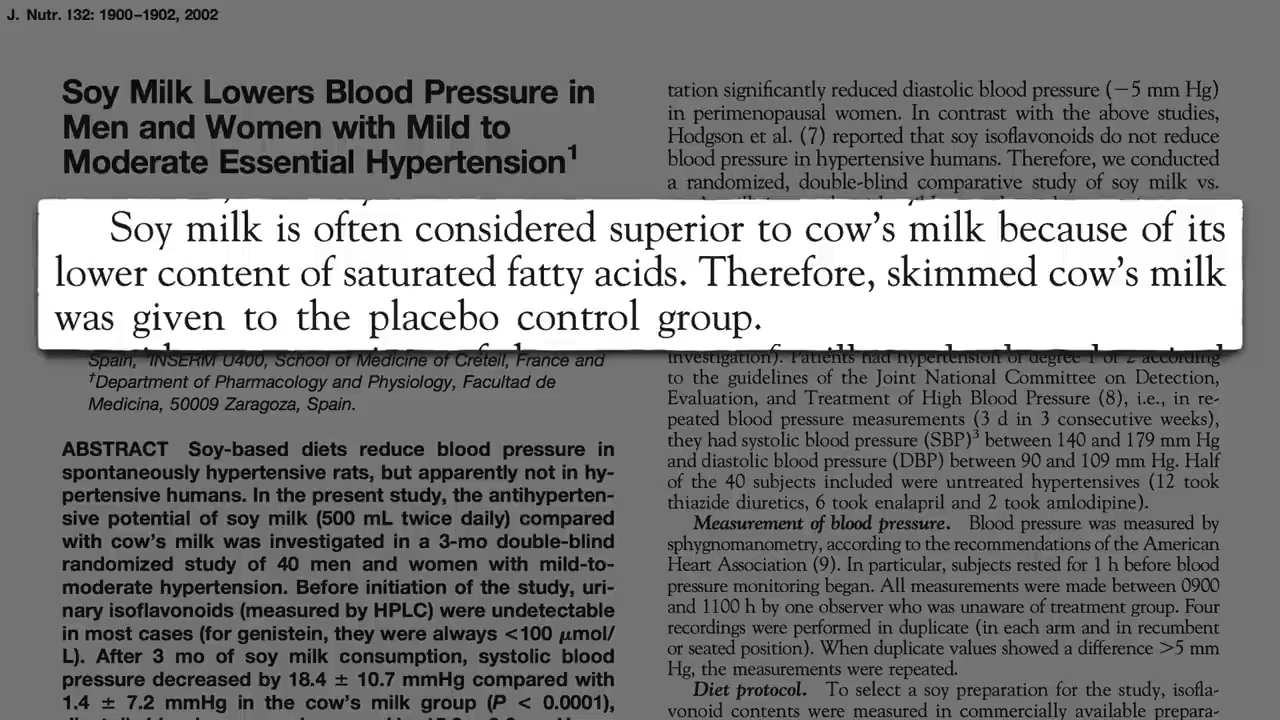 J. Nutr. 132: 1900–1902, 2002
Soy Milk Lowers Blood Pressure in
Men and Women with Mild to
Moderate Essential Hypertension¹
Soy milk is often considered superior to cow's milk because of its
lower content of saturated fatty acids. Therefore, skimmed cow's milk
was given to the placebo control group.
Spain, INSERM U400, School of Medicine of Créteil, France and
†Department of Pharmacology and Physiology, Facultad de
Medicina, 50009 Zaragoza, Spain.
ABSTRACT Soy-based diets reduce blood pressure in
spontaneously hypertensive rats, but apparently not in hy-
pertensive humans. In the present study, the antihyperten-
sive potential of soy milk (500 mL twice daily) compared
with cow's milk was investigated in a 3-mo double-blind
randomized study of 40 men and women with mild-to-
moderate hypertension. Before initiation of the study, uri-
nary isoflavonoids (measured by HPLC) were undetectable
in most cases (for genistein, they were always <100 μmol/
L). After 3 mo of soy milk consumption, systolic blood
pressure decreased by 18.4 ± 10.7 mmHg compared with
1.4 ± 7.2 mmHg in the cow's milk group (P < 0.0001),
tation significantly reduced diastolic blood pressure (−5 mm Hg)
in perimenopausal women. In contrast with the above studies,
Hodgson et al. (7) reported that soy isoflavonoids do not reduce
blood pressure in hypertensive humans. Therefore, we conducted
a randomized, double-blind comparative study of soy milk vs.
investigation). Patients had hypertension of degree 1 or 2 according
to the guidelines of the Joint National Committee on Detection,
Evaluation, and Treatment of High Blood Pressure (8), i.e., in re-
peated blood pressure measurements (3 d in 3 consecutive weeks),
they had systolic blood pressure (SBP)³ between 140 and 179 mm Hg
and diastolic blood pressure (DBP) between 90 and 109 mm Hg. Half
of the 40 subjects included were untreated hypertensives (12 took
thiazide diuretics, 6 took enalapril and 2 took amlodipine).
Measurement of blood pressure. Blood pressure was measured by
sphygmomanometry, according to the recommendations of the American
Heart Association (9). In particular, subjects rested for 1 h before blood
pressure monitoring began. All measurements were made between 0900
and 1100 h by one observer who was unaware of treatment group. Four
recordings were performed in duplicate (in each arm and in recumbent
or seated position). When duplicate values showed a difference >5 mm
Hg, the measurements were repeated.
Diet protocol. To select a soy preparation for the study, isofla-
vonoid contents were measured in commercially available prepara-